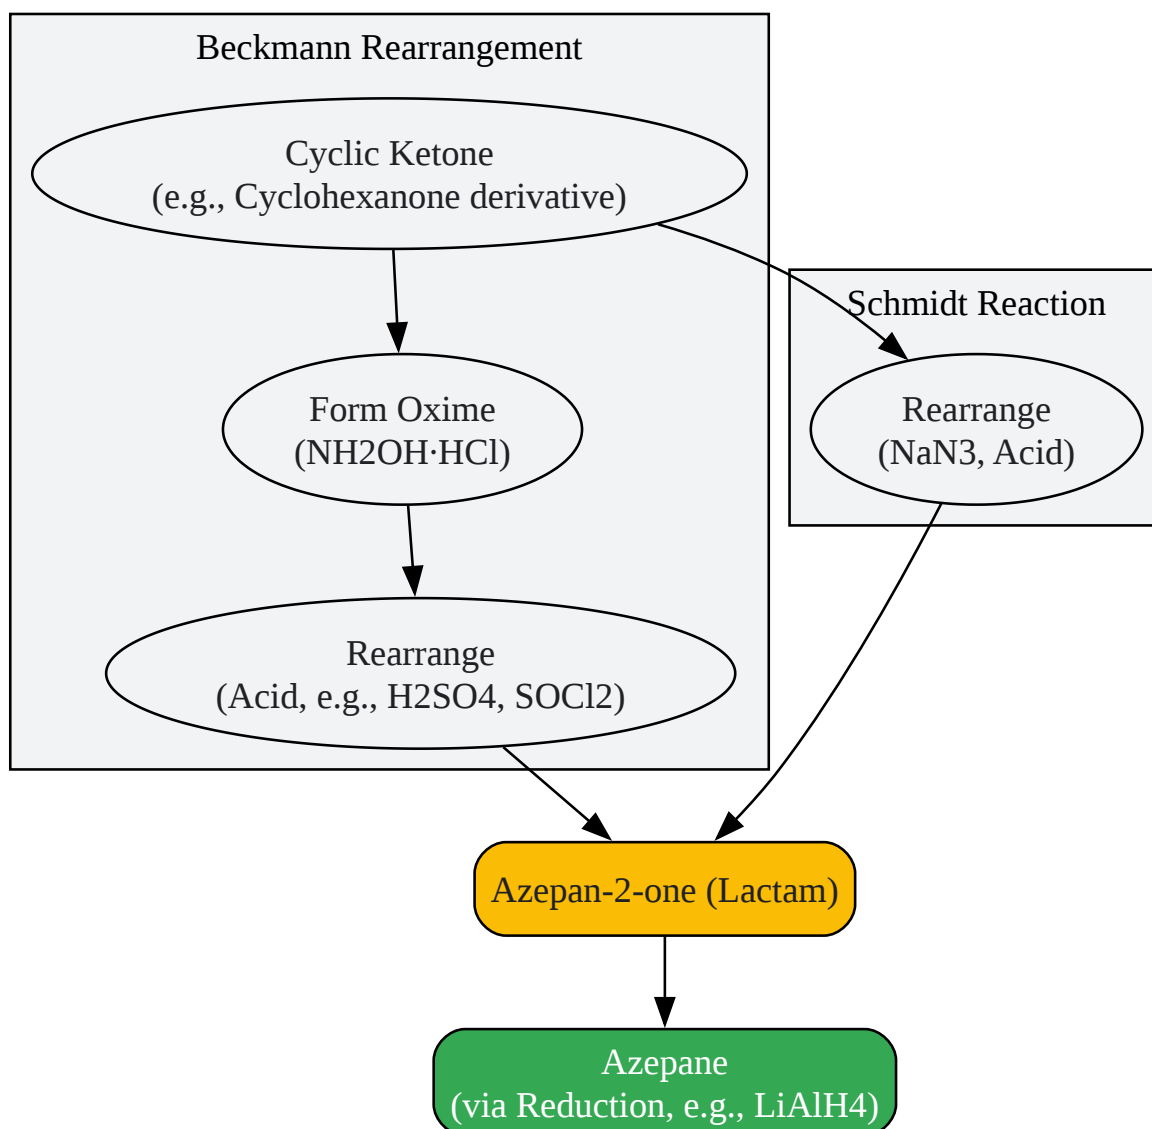 Beckmann Rearrangement
Cyclic Ketone
(e.g., Cyclohexanone derivative)
Schmidt Reaction
Form Oxime
(NH2OH·HCl)
Rearrange
(NaN3, Acid)
Rearrange
(Acid, e.g., H2SO4, SOCl2)
Azepan-2-one (Lactam)
Azepane
(via Reduction, e.g., LiAlH4)